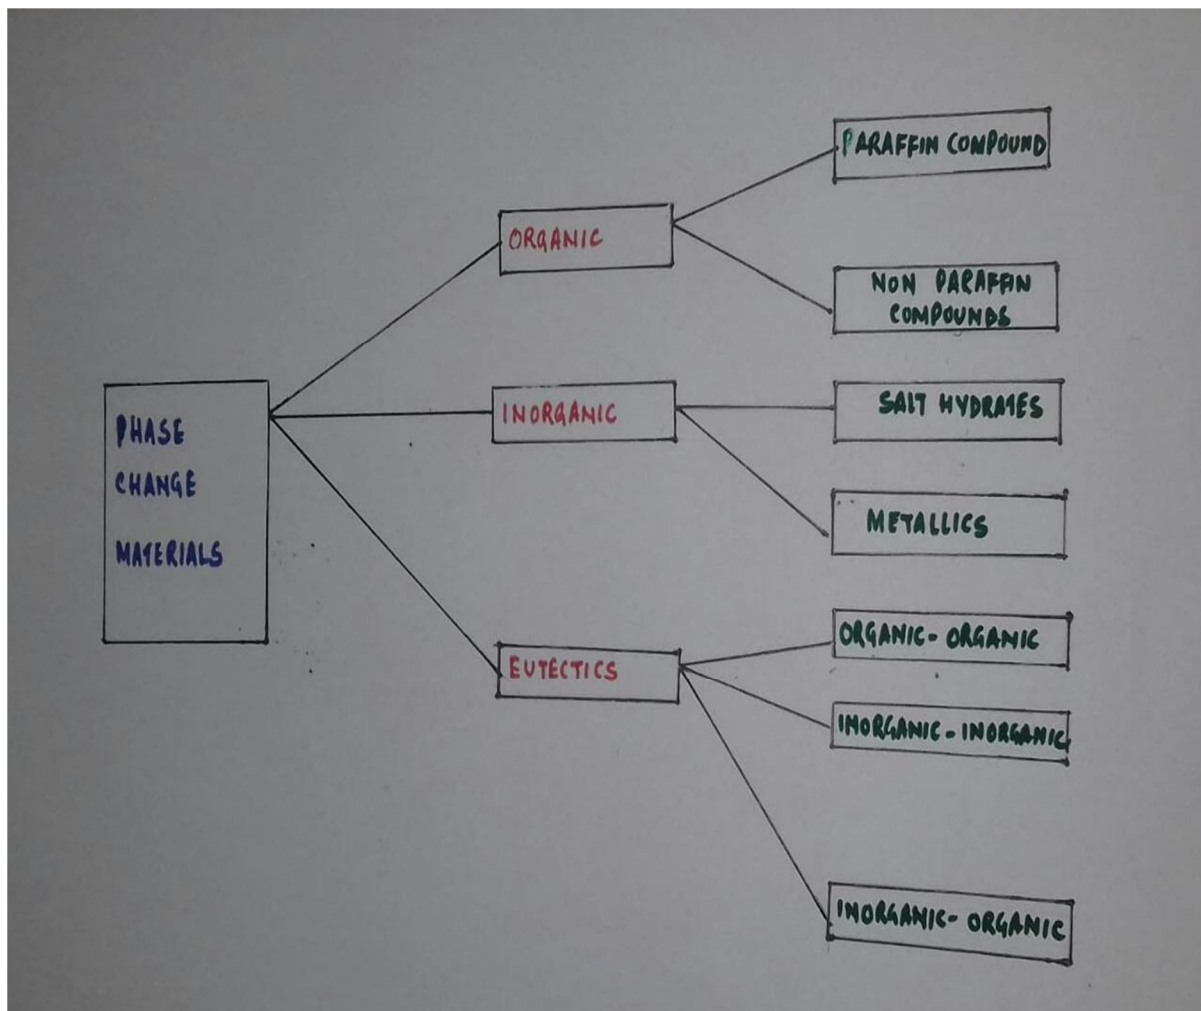 PHASE
CHANGE
MATERIALS
ORGANIC
INORGANIC
EUTECTICS
PARAFFIN COMPOUND
NON PARAFFIN
COMPOUNDS
SALT HYDRATES
METALLICS
ORGANIC- ORGANIC
INORGANIC-INORGANIC
INORGANIC- ORGANIC